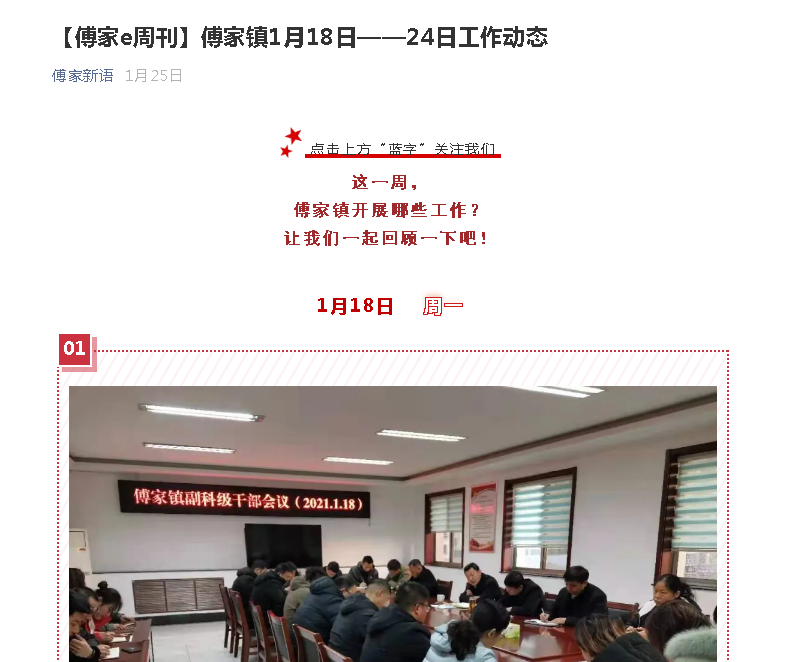 【傅家e周刊】傅家镇1月18日——24日工作动态
傅家新语 1月25日
点击上方“蓝字”关注我们
这一周，
傅家镇开展哪些工作？
让我们一起回顾一下吧！
1月18日 周一
01
傅家镇副科级干部会议（2021.1.18）